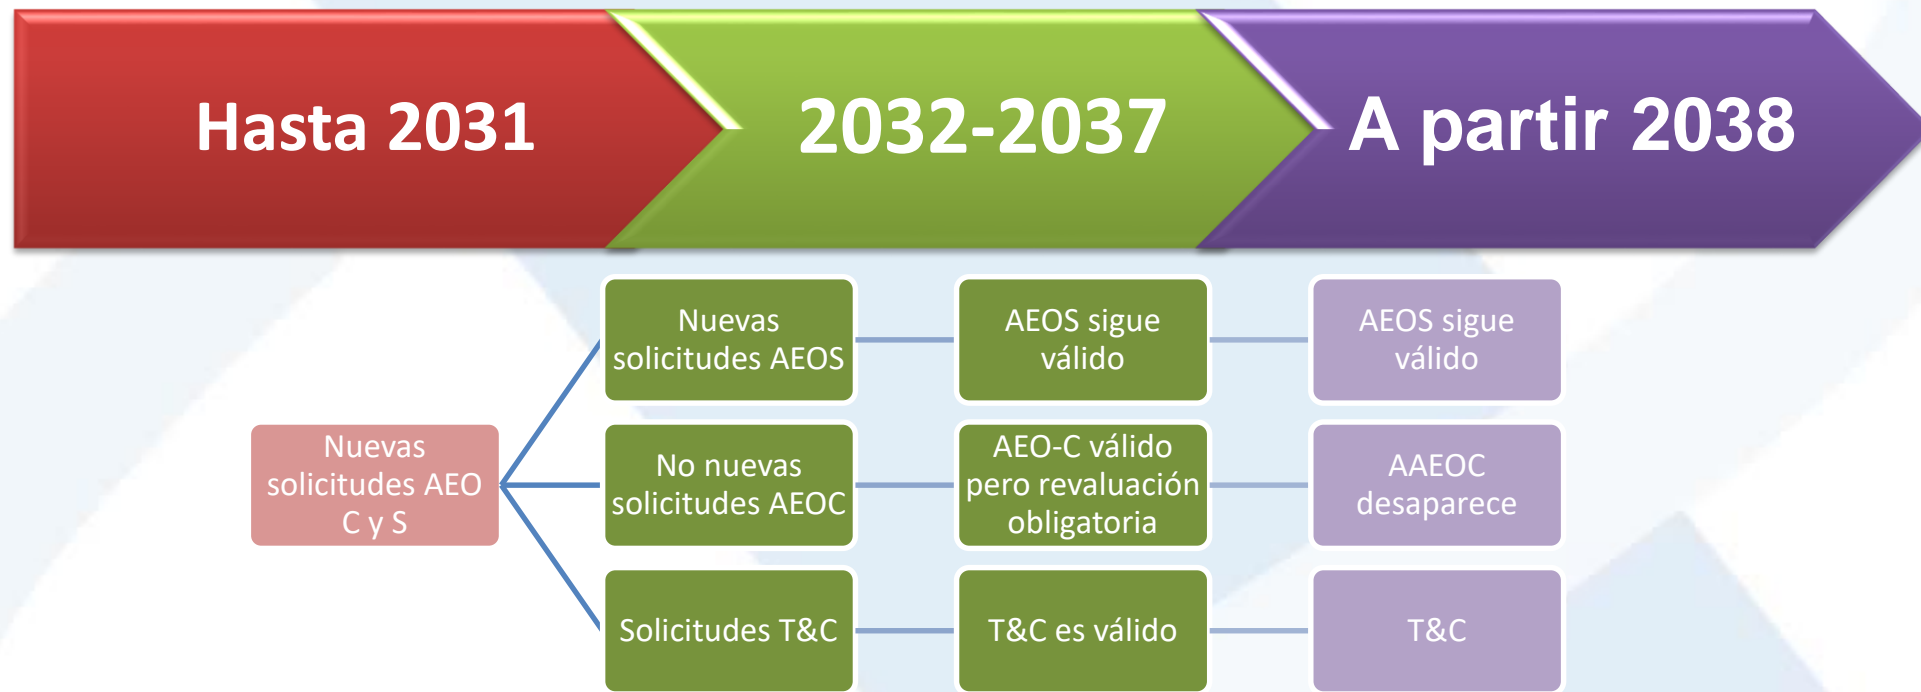 Hasta 2031
2032-2037
A partir 2038
Nuevas
solicitudes AEO
C y S
Nuevas
solicitudes AEOS
AEOS sigue
válido
AEOS sigue
válido
No nuevas
solicitudes AEOC
AEO-C válido
pero revaluación
obligatoria
AAEOC
desaparece
Solicitudes T&C
T&C es válido
T&C